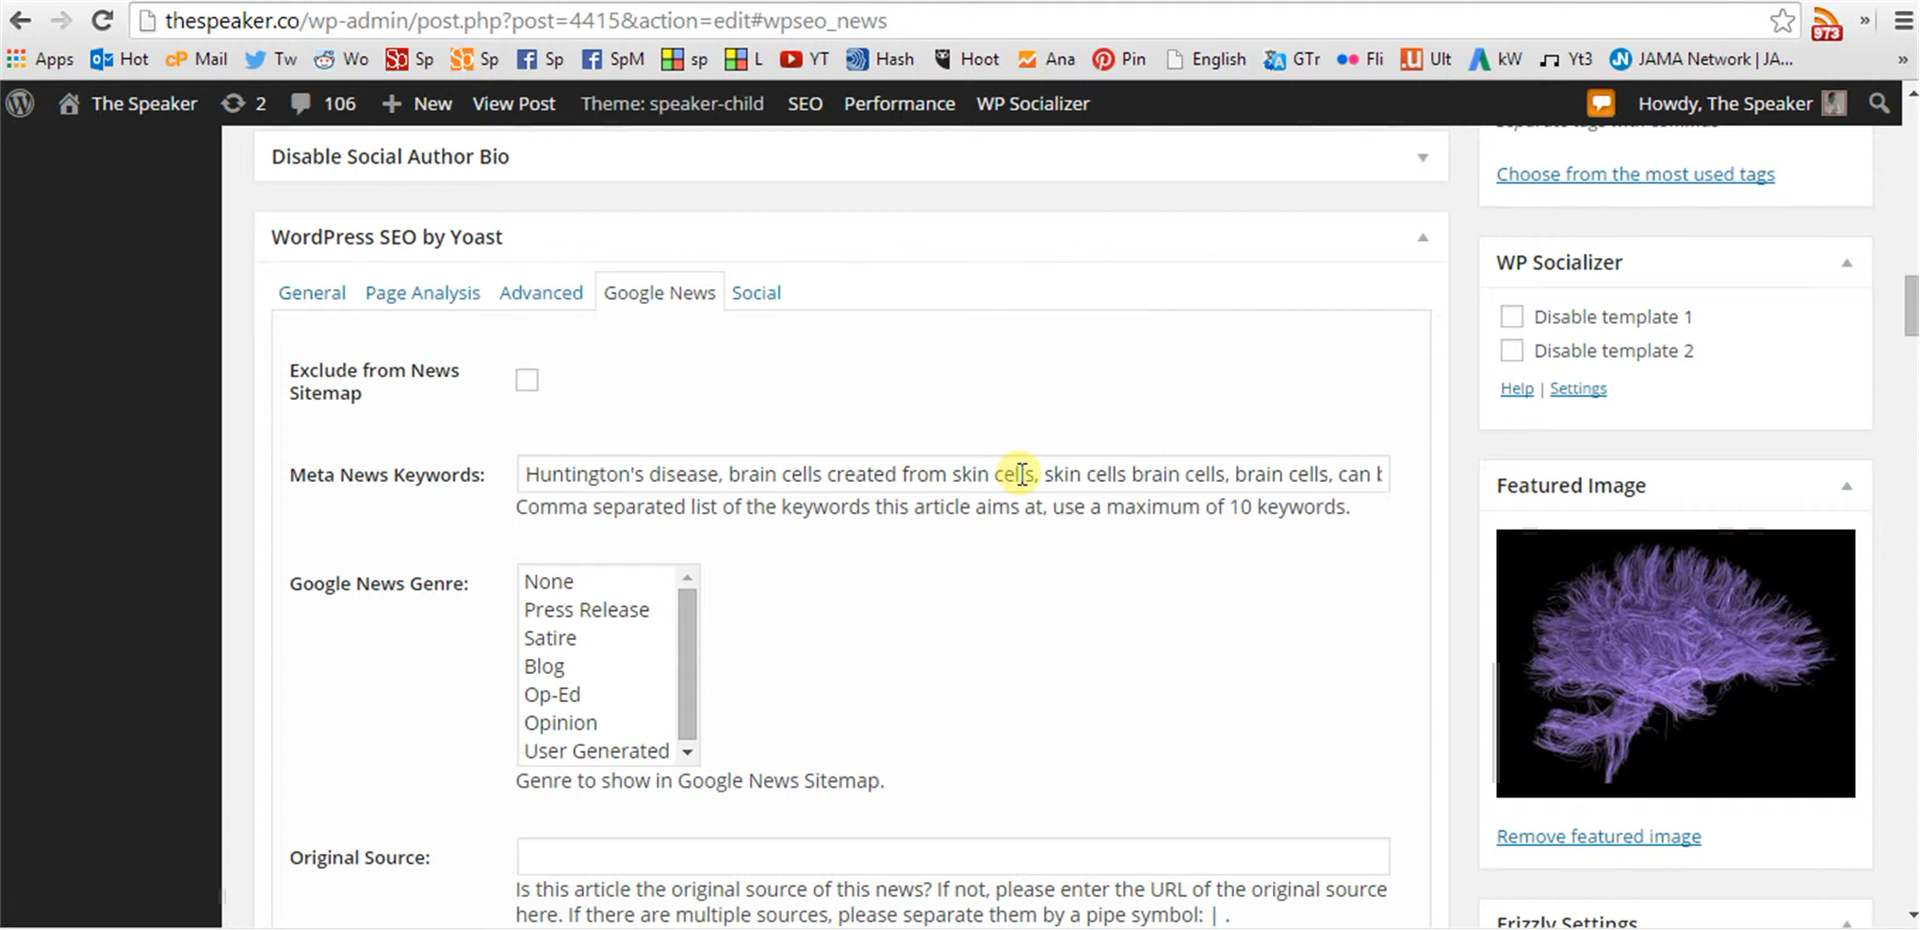 thespeaker.co/wp-admin/post.php?post=4415&action=edit#wpseo_news
973
Apps Hot cP Mail Tw Wo Sp Sp Sp SpM sp L YT Hash Hoot Ana Pin English GTr Fli Ult kW Yt3 JAMA Network | JA...
The Speaker 2 106 New View Post Theme: speaker-child SEO Performance WP Socializer Howdy, The Speaker
Disable Social Author Bio
WordPress SEO by Yoast
General Page Analysis Advanced Google News Social
Exclude from News
Sitemap
Meta News Keywords: Huntington's disease, brain cells created from skin cells, skin cells brain cells, brain cells, can
Comma separated list of the keywords this article aims at, use a maximum of 10 keywords.
Google News Genre:
None
Press Release
Satire
Blog
Op-Ed
Opinion
User Generated
Genre to show in Google News Sitemap.
Original Source:
Is this article the original source of this news? If not, please enter the URL of the original source
here. If there are multiple sources, please separate them by a pipe symbol: | .
Separate tags with commas
Choose from the most used tags
WP Socializer
Disable template 1
Disable template 2
Help | Settings
Featured Image
Remove featured image
Frizzly Settings